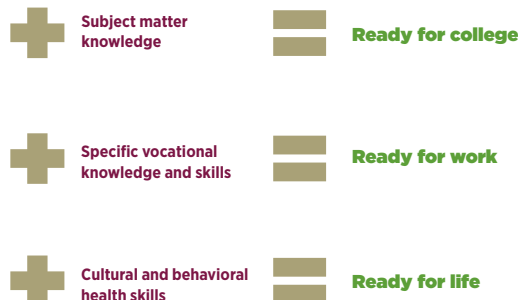 Subject matter
knowledge
Ready for college
Specific vocational
knowledge and skills
Ready for work
Cultural and behavioral
health skills
Ready for life